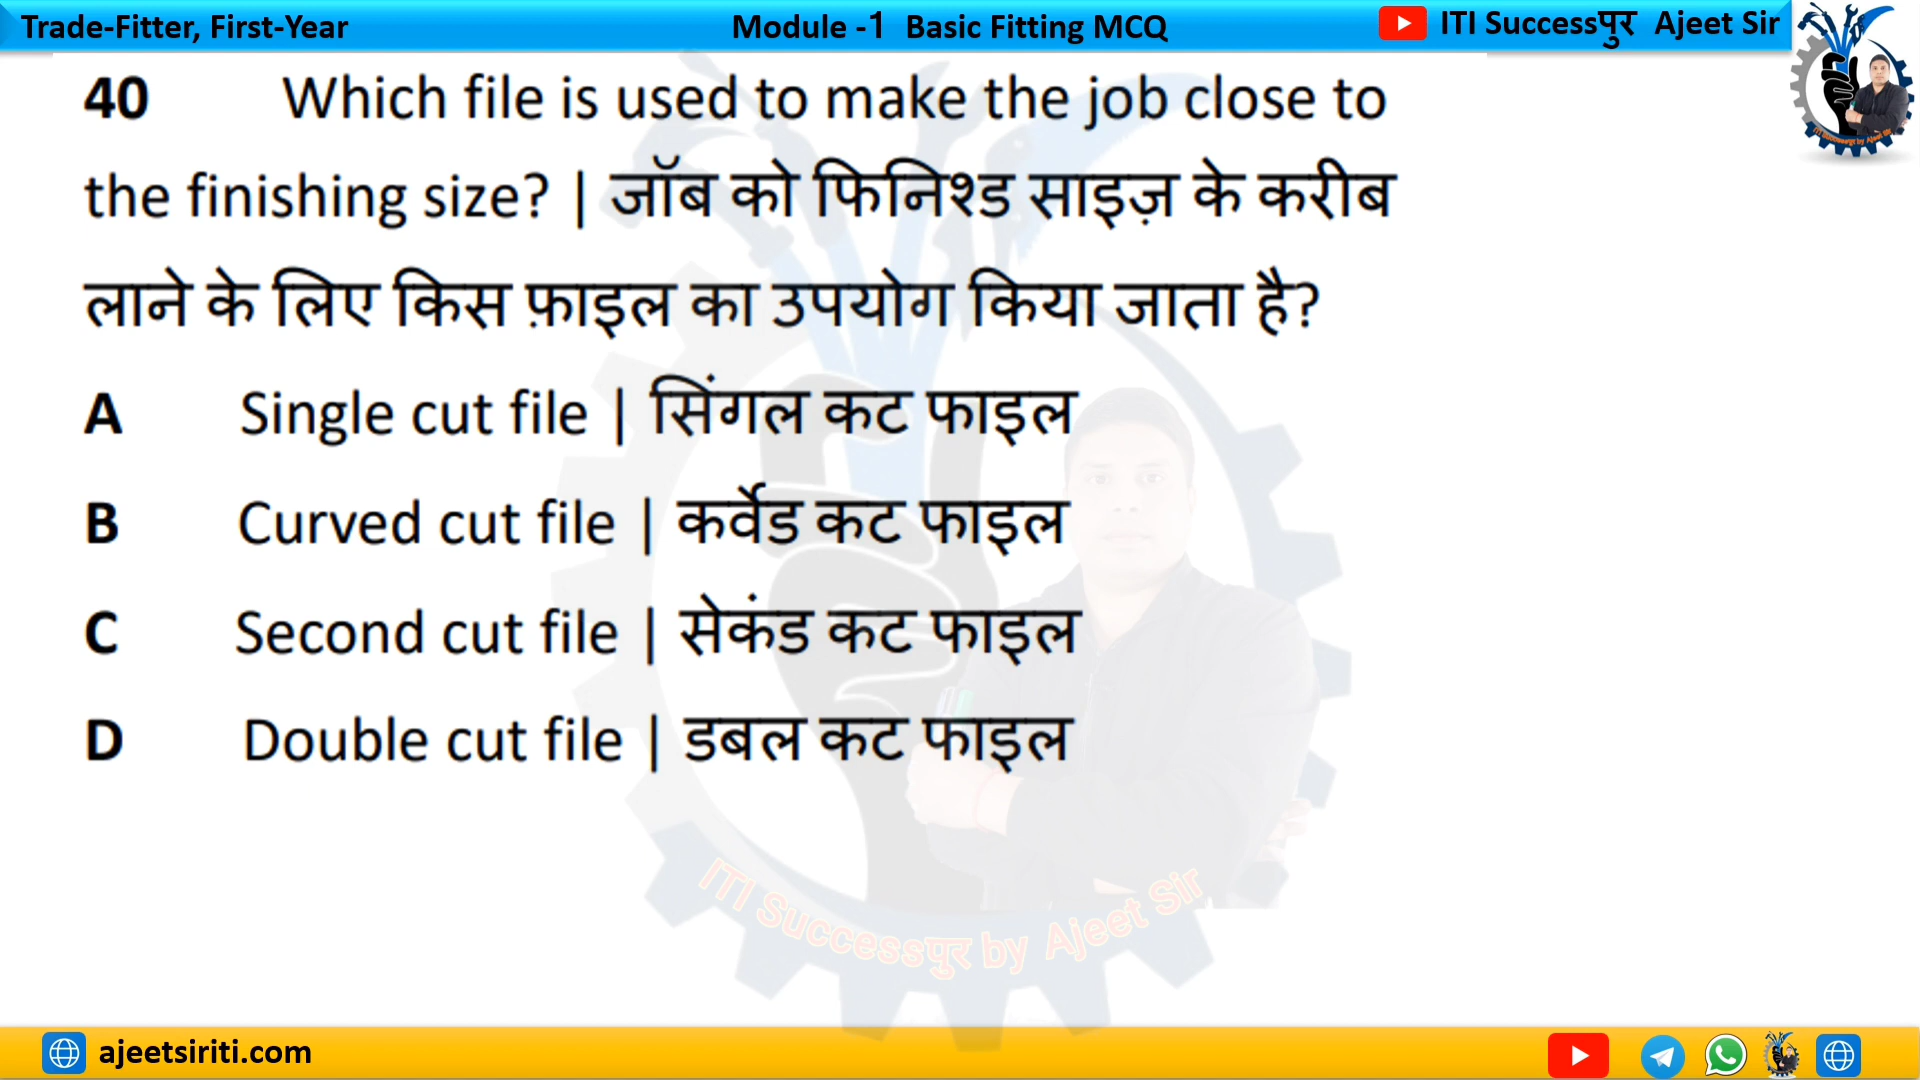 Trade-Fitter, First-Year
Module -1 Basic Fitting MCQ
ITI Successपुर Ajeet Sir
40 Which file is used to make the job close to
the finishing size? | जॉब को फिनिश्ड साइज़ के करीब
लाने के लिए किस फ़ाइल का उपयोग किया जाता है?
A Single cut file | सिंगल कट फाइल
B Curved cut file | कर्वेड कट फाइल
C Second cut file | सेकंड कट फाइल
D Double cut file | डबल कट फाइल
ITI Successपुर by Ajeet Sir
ajeetsiriti.com